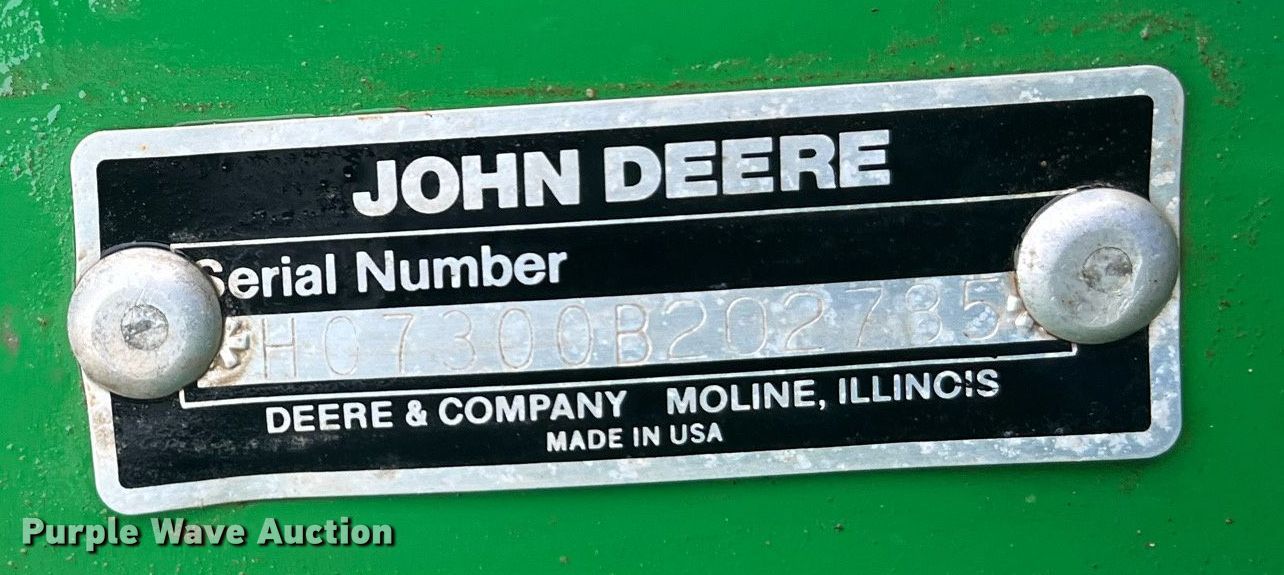 JOHN DEERE
Serial Number
*H07300B202785*
DEERE & COMPANY MOLINE, ILLINOIS
MADE IN USA
Purple Wave Auction